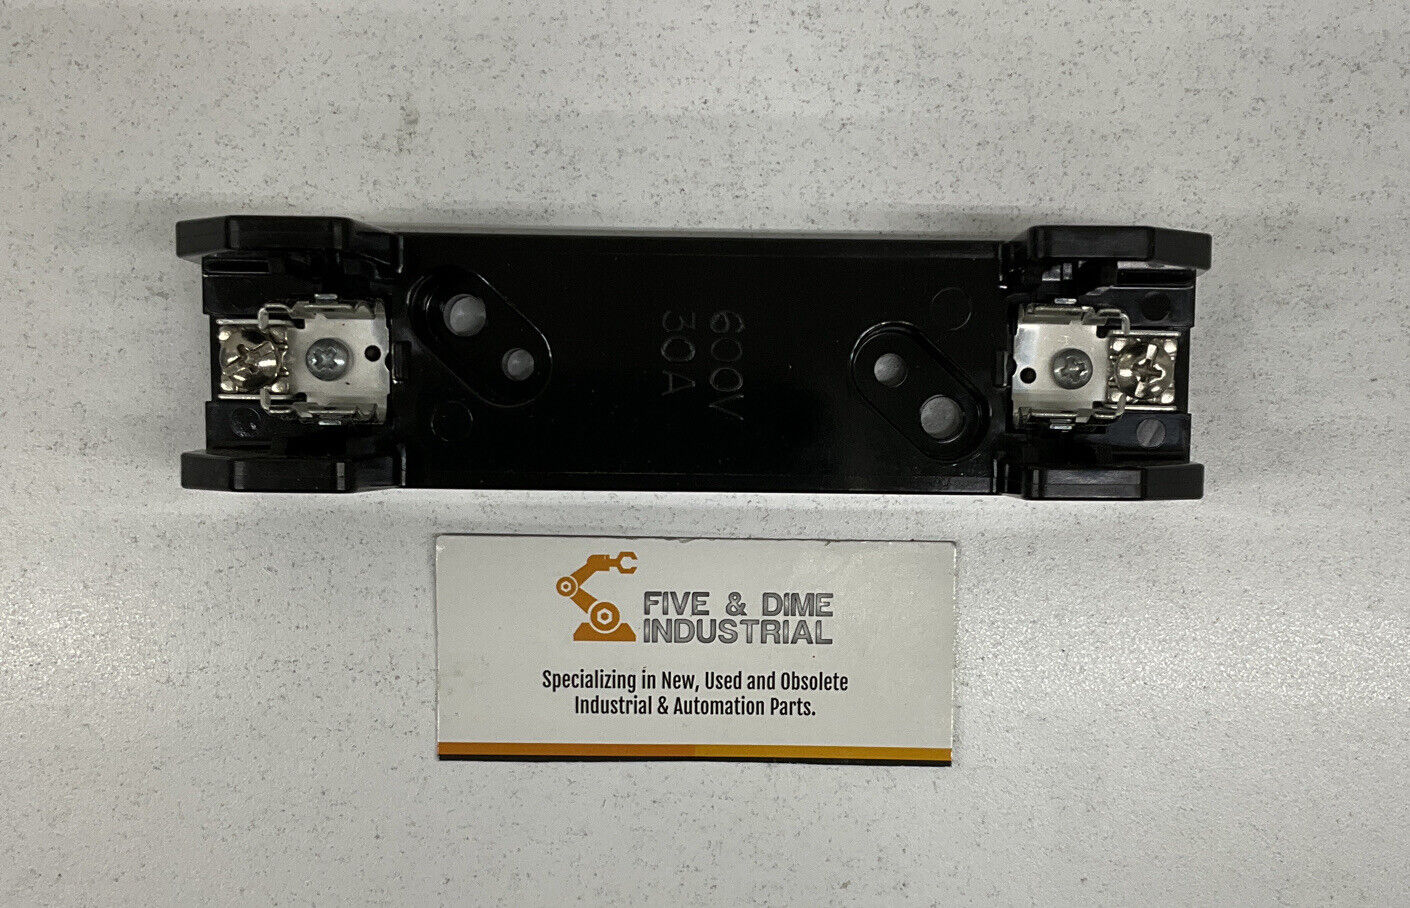 600V
30A
FIVE & DIME
INDUSTRIAL
Specializing in New, Used and Obsolete
Industrial & Automation Parts.